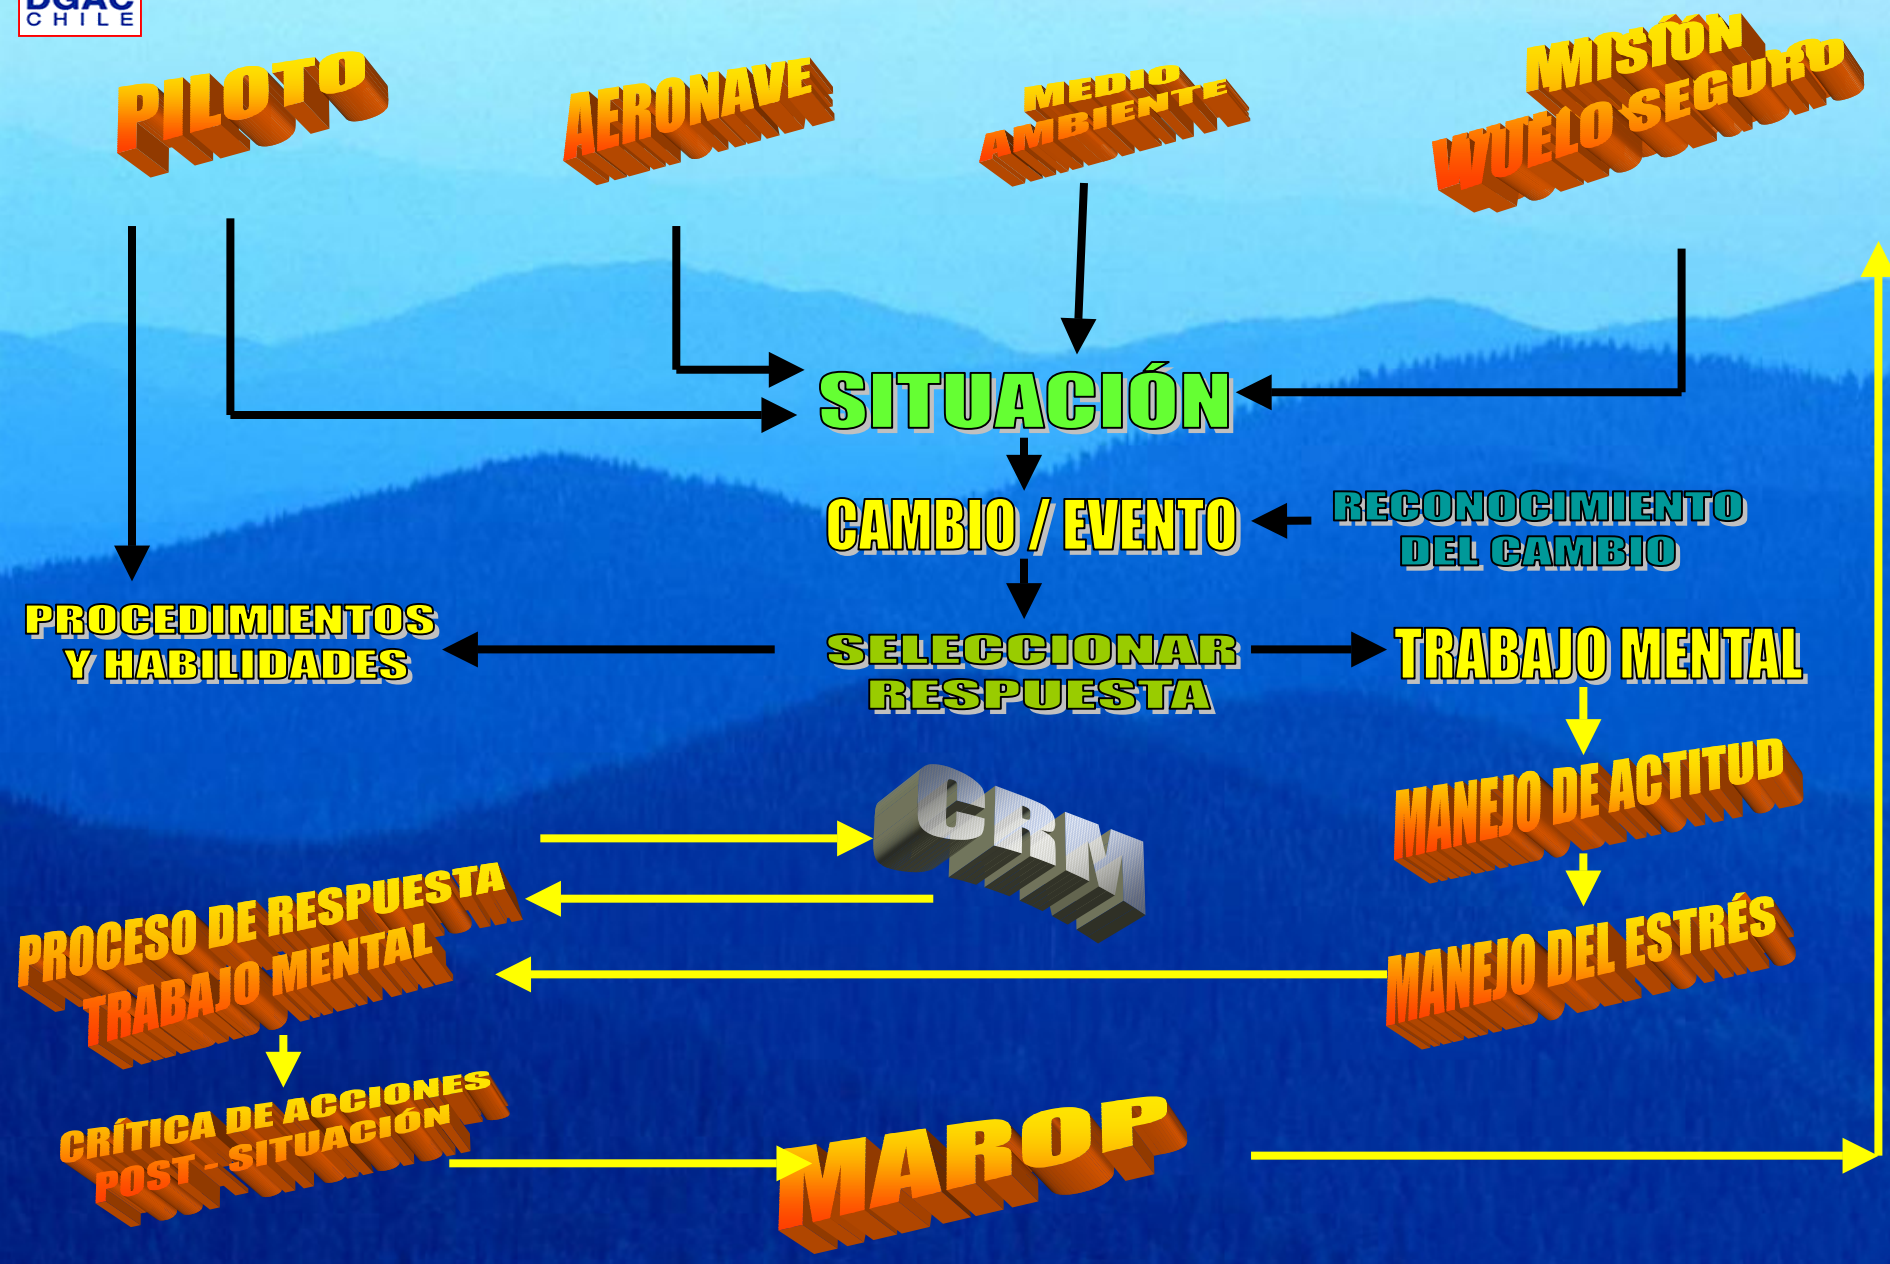 DGAC
CHILE
PILOTO
AERONAVE
MEDIO
AMBIENTE
MISIÓN
VUELO SEGURO
SITUACIÓN
CAMBIO / EVENTO
RECONOCIMIENTO
DEL CAMBIO
PROCEDIMIENTOS
Y HABILIDADES
SELECCIONAR
RESPUESTA
TRABAJO MENTAL
MANEJO DE ACTITUD
CRM
PROCESO DE RESPUESTA
TRABAJO MENTAL
MANEJO DEL ESTRÉS
CRÍTICA DE ACCIONES
POST - SITUACIÓN
MAROP